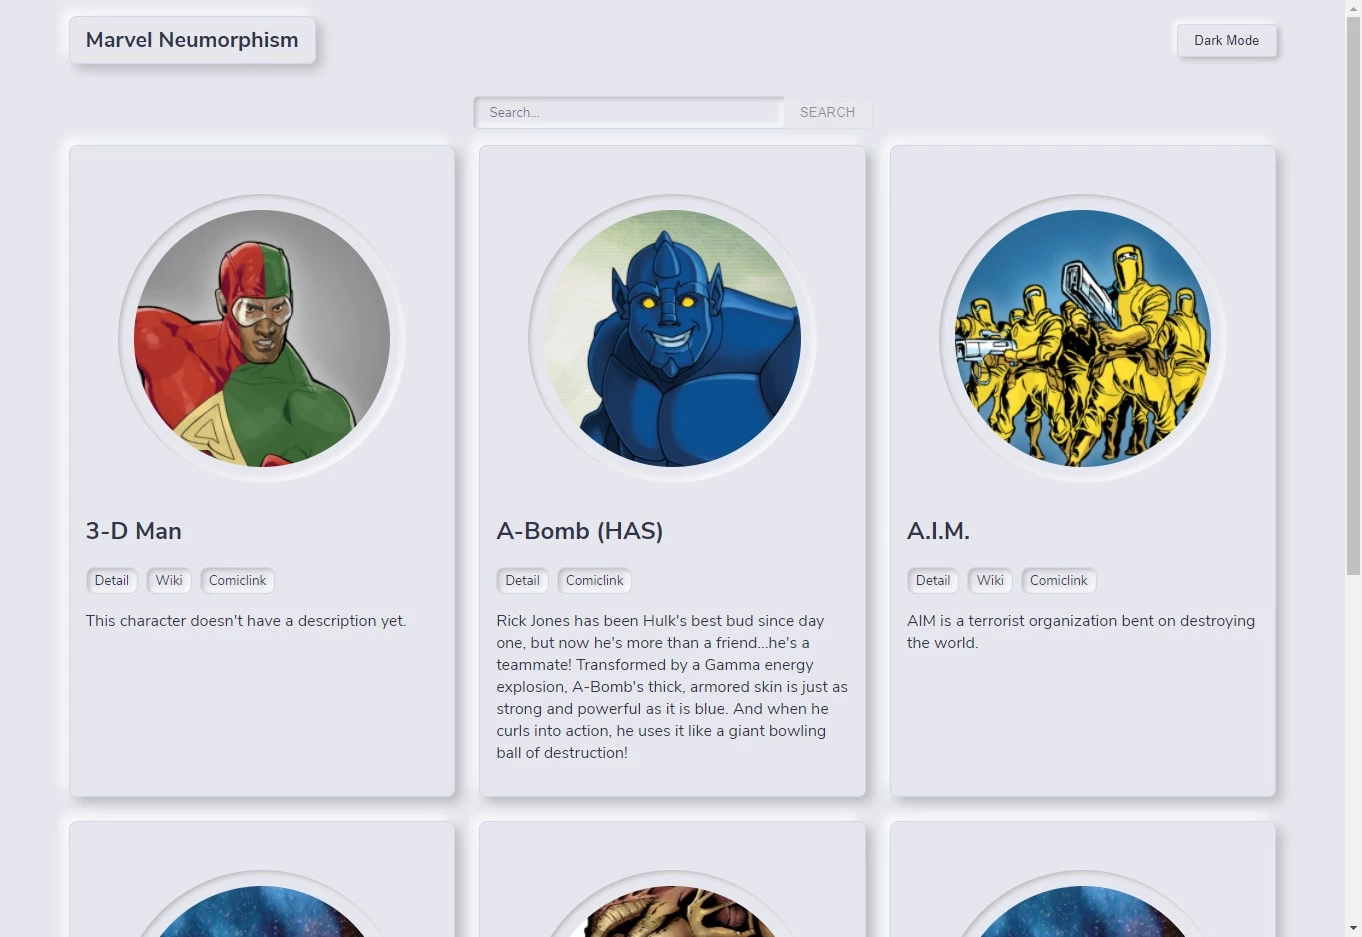 Marvel Neumorphism
Dark Mode
Search...
SEARCH
3-D Man
Detail
Wiki
Comiclink
This character doesn't have a description yet.
A-Bomb (HAS)
Detail
Comiclink
Rick Jones has been Hulk's best bud since day
one, but now he's more than a friend...he's a
teammate! Transformed by a Gamma energy
explosion, A-Bomb's thick, armored skin is just as
strong and powerful as it is blue. And when he
curls into action, he uses it like a giant bowling
ball of destruction!
A.I.M.
Detail
Wiki
Comiclink
AIM is a terrorist organization bent on destroying
the world.